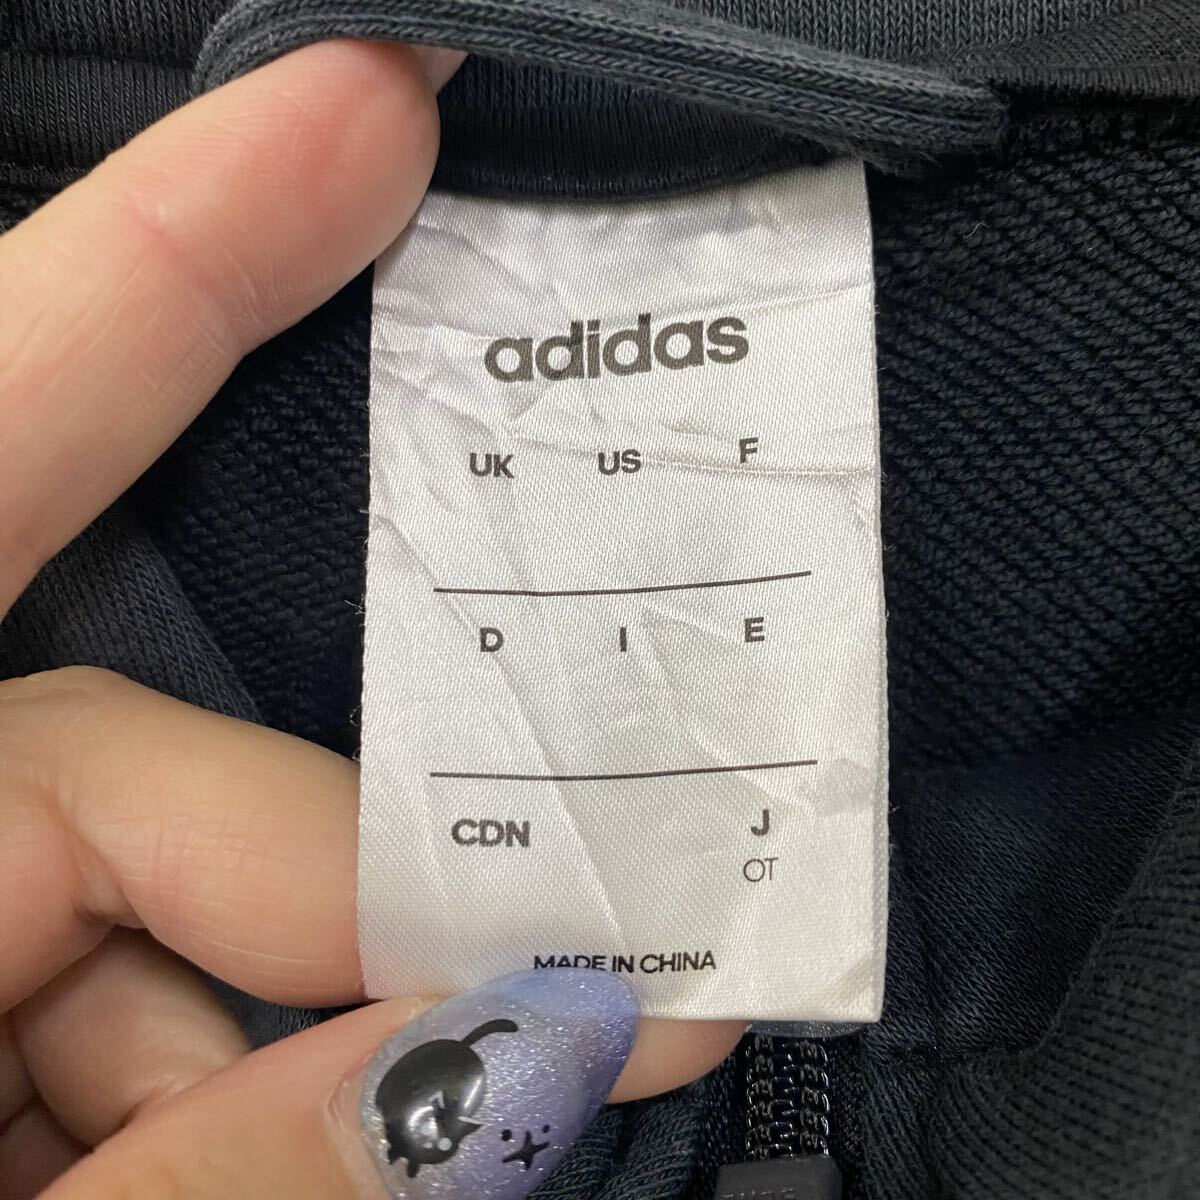 adidas
UK US F
D I E
CDN J
OT
MADE IN CHINA